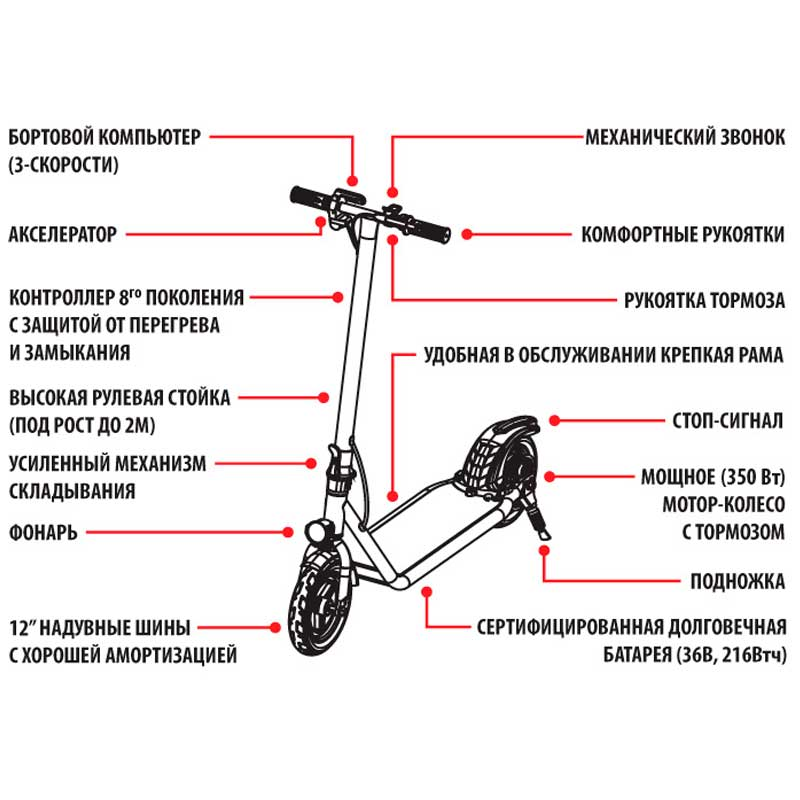 БОРТОВОЙ КОМПЬЮТЕР
(3-СКОРОСТИ)
АКСЕЛЕРАТОР
КОНТРОЛЛЕР 8ГО ПОКОЛЕНИЯ
С ЗАЩИТОЙ ОТ ПЕРЕГРЕВА
И ЗАМЫКАНИЯ
ВЫСОКАЯ РУЛЕВАЯ СТОЙКА
(ПОД РОСТ ДО 2М)
УСИЛЕННЫЙ МЕХАНИЗМ
СКЛАДЫВАНИЯ
ФОНАРЬ
12” НАДУВНЫЕ ШИНЫ
С ХОРОШЕЙ АМОРТИЗАЦИЕЙ
МЕХАНИЧЕСКИЙ ЗВОНОК
КОМФОРТНЫЕ РУКОЯТКИ
РУКОЯТКА ТОРМОЗА
УДОБНАЯ В ОБСЛУЖИВАНИИ КРЕПКАЯ РАМА
СТОП-СИГНАЛ
МОЩНОЕ (350 Вт)
МОТОР-КОЛЕСО
С ТОРМОЗОМ
ПОДНОЖКА
СЕРТИФИЦИРОВАННАЯ ДОЛГОВЕЧНАЯ
БАТАРЕЯ (36В, 216Втч)